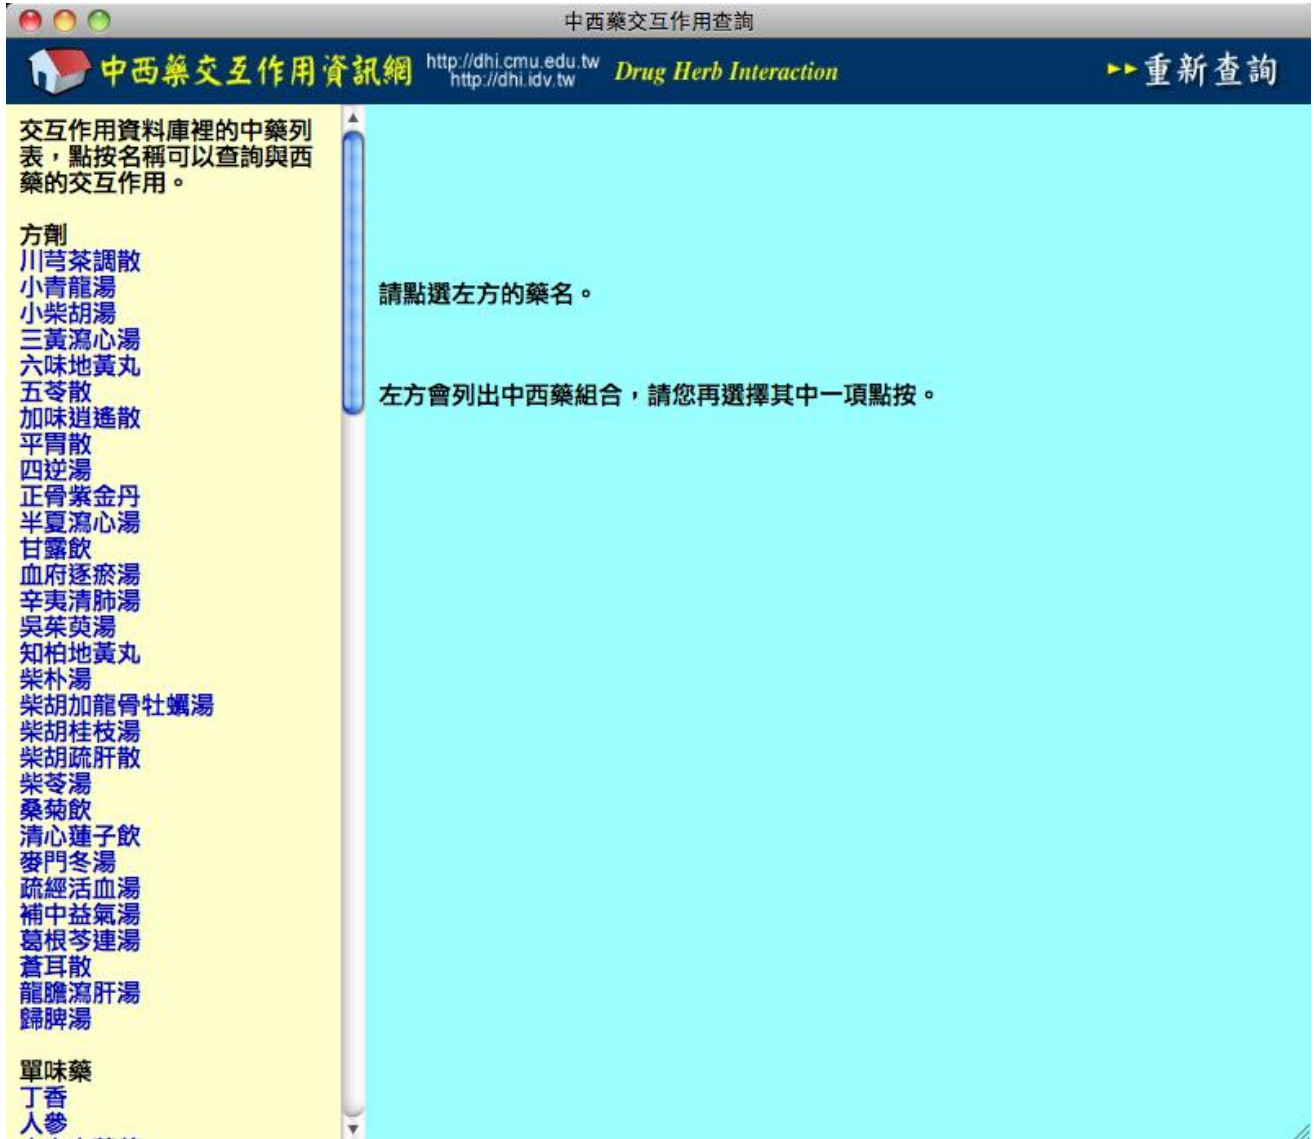 中西藥交互作用查詢
中西藥交互作用資訊網
http://dhi.cmu.edu.tw
http://dhi.idv.tw
Drug Herb Interaction
重新查詢
交互作用資料庫裡的中藥列
表，點按名稱可以查詢與西
藥的交互作用。
方劑
川芎茶調散
小青龍湯
小柴胡湯
三黃瀉心湯
六味地黃丸
五苓散
加味逍遙散
平胃散
四逆湯
正骨紫金丹
半夏瀉心湯
甘露飲
血府逐瘀湯
辛夷清肺湯
吳茱萸湯
知柏地黃丸
柴朴湯
柴胡加龍骨牡蠣湯
柴胡桂枝湯
柴胡疏肝散
柴苓湯
桑菊飲
清心蓮子飲
麥門冬湯
疏經活血湯
補中益氣湯
葛根芩連湯
蒼耳散
龍膽瀉肝湯
歸脾湯
單味藥
丁香
人參
請點選左方的藥名。
左方會列出中西藥組合，請您再選擇其中一項點按。